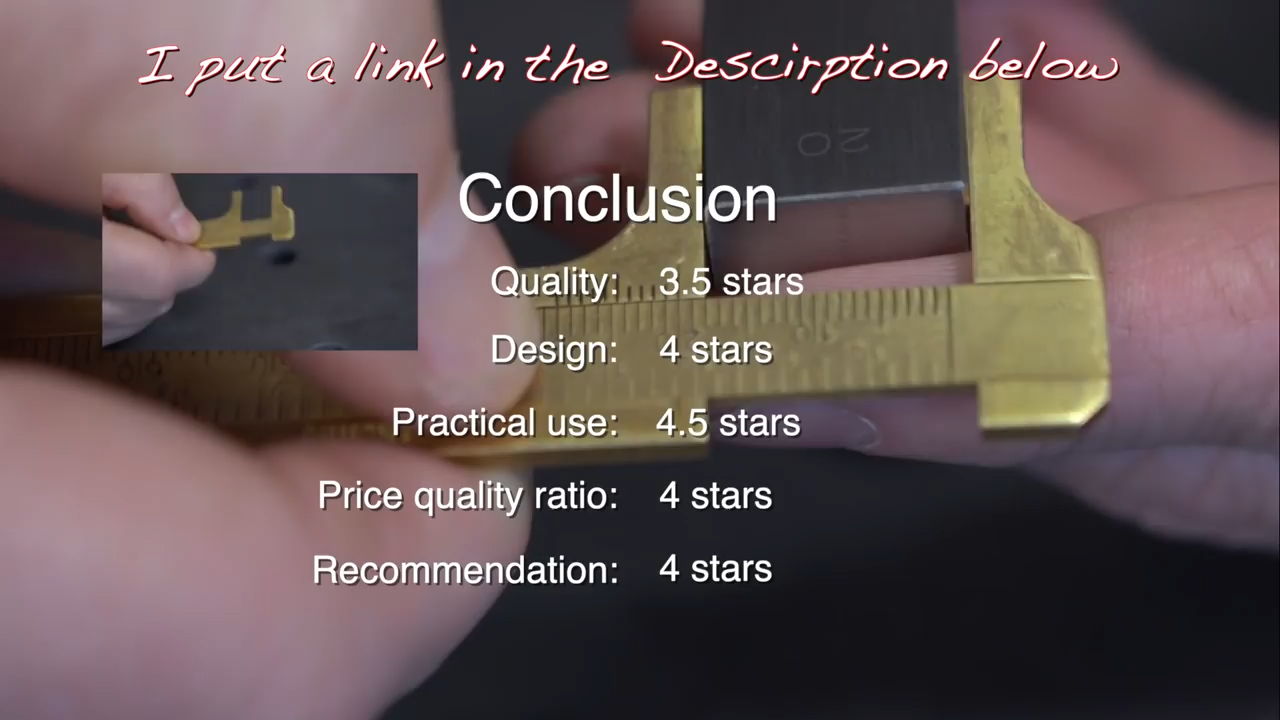 I put a link in the Descirption below
20
Conclusion
Quality: 3.5 stars
Design: 4 stars
Practical use: 4.5 stars
Price quality ratio: 4 stars
Recommendation: 4 stars